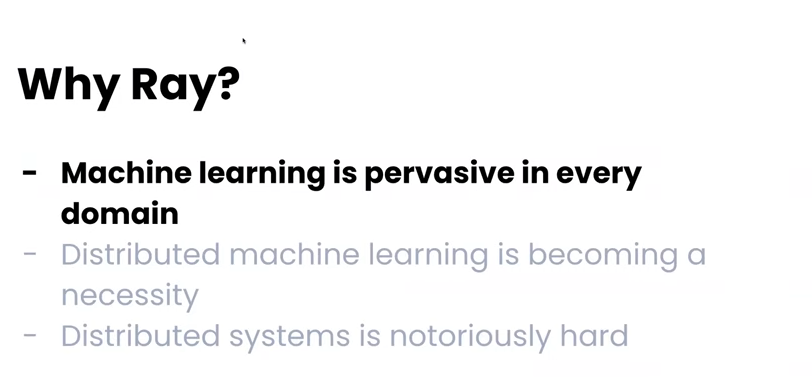 Why Ray?
- Machine learning is pervasive in every
domain
- Distributed machine learning is becoming a
necessity
- Distributed systems is notoriously hard